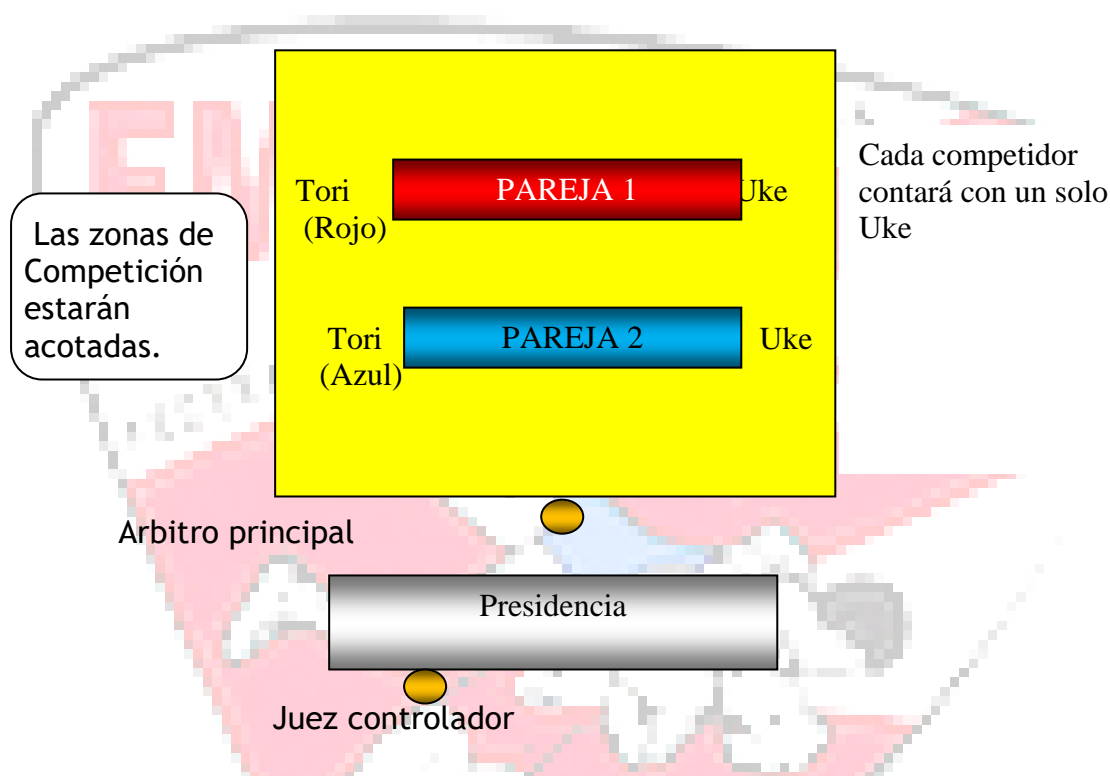 Cada competidor
contará con un solo
Uke
Tori PAREJA 1 Uke
(Rojo)
Las zonas de
Competición
estarán
acotadas.
Tori PAREJA 2 Uke
(Azul)
Arbitro principal
Presidencia
Juez controlador